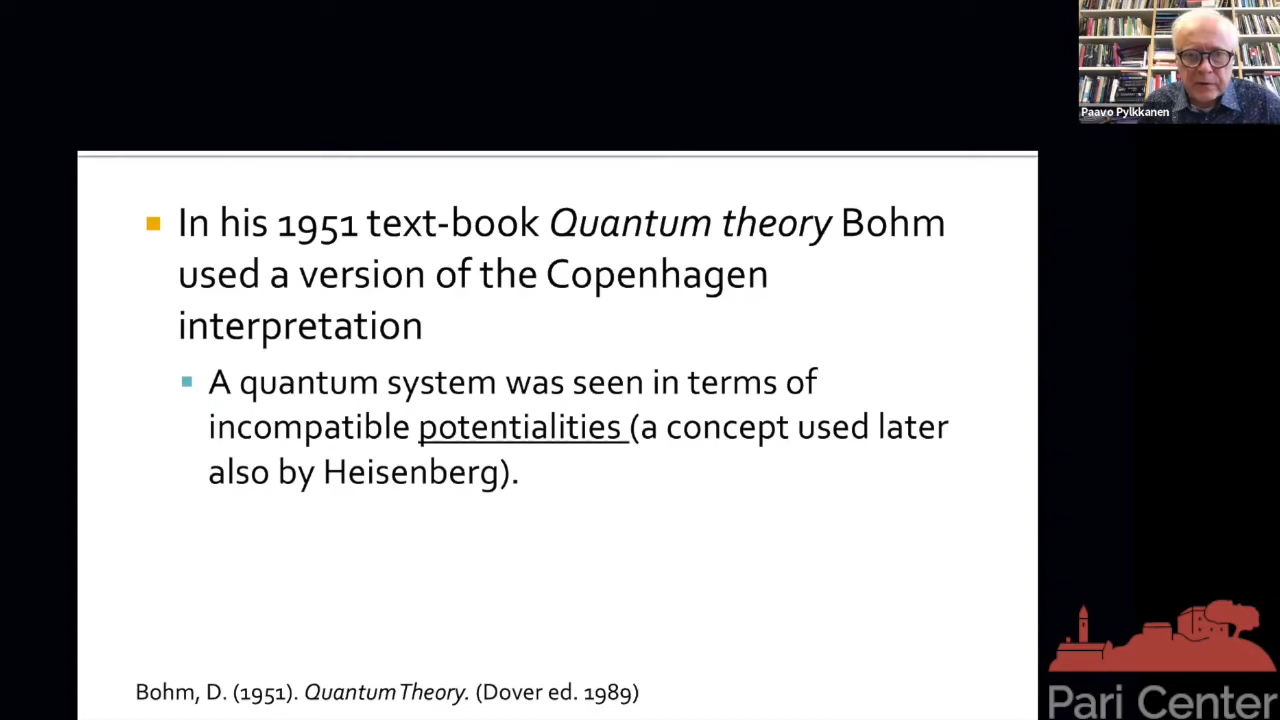 Paavo Pylkkanen
In his 1951 text-book Quantum theory Bohm
used a version of the Copenhagen
interpretation
A quantum system was seen in terms of
incompatible potentialities (a concept used later
also by Heisenberg).
Bohm, D. (1951). Quantum Theory. (Dover ed. 1989)
Pari Center